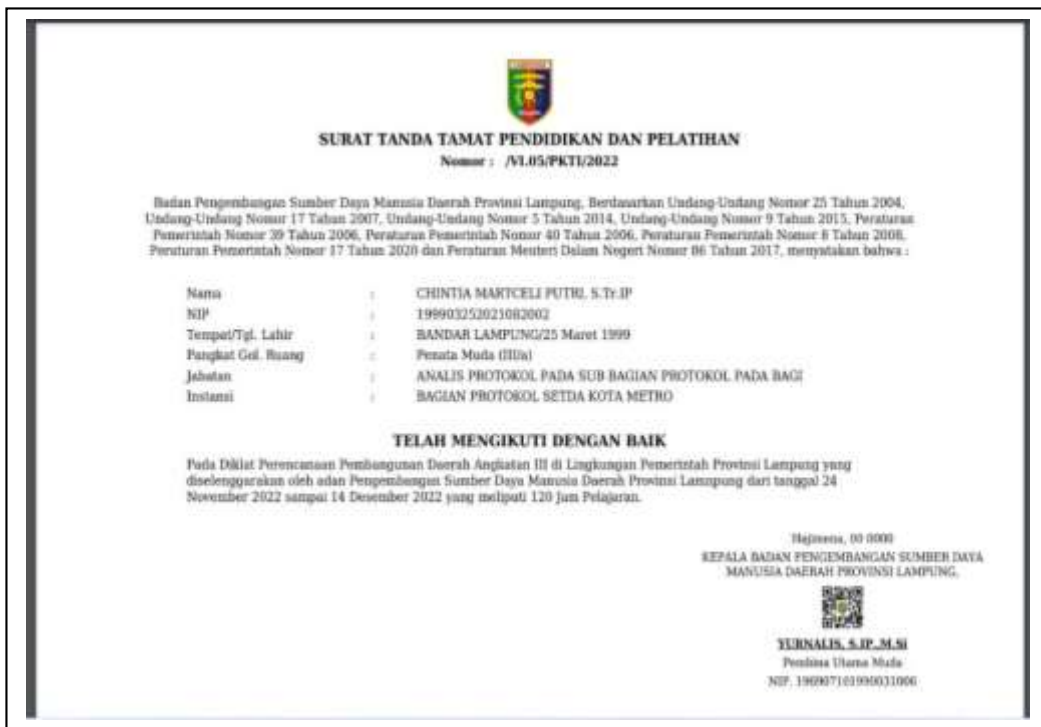 SURAT TANDA TAMAT PENDIDIKAN DAN PELATIHAN
Nomor : /VI.05/PKTI/2022
Badan Pengembangan Sumber Daya Manusia Daerah Provinsi Lampung, Berdasarkan Undang-Undang Nomor 25 Tahun 2004,
Undang-Undang Nomor 17 Tahun 2007, Undang-Undang Nomor 5 Tahun 2014, Undang-Undang Nomor 9 Tahun 2015, Peraturan
Pemerintah Nomor 39 Tahun 2006, Peraturan Pemerintah Nomor 40 Tahun 2006, Peraturan Pemerintah Nomor 8 Tahun 2008,
Peraturan Pemerintah Nomor 17 Tahun 2020 dan Peraturan Menteri Dalam Negeri Nomor 86 Tahun 2017, menyatakan bahwa :
Nama : CHINTIA MARTCELI PUTRI, S.Tr.IP
NIP : 199903252021082002
Tempat/Tgl. Lahir : BANDAR LAMPUNG/25 Maret 1999
Pangkat Gol. Ruang : Penata Muda (III/a)
Jabatan : ANALIS PROTOKOL PADA SUB BAGIAN PROTOKOL PADA BAGI
Instansi : BAGIAN PROTOKOL SETDA KOTA METRO
TELAH MENGIKUTI DENGAN BAIK
Pada Diklat Perencanaan Pembangunan Daerah Angkatan III di Lingkungan Pemerintah Provinsi Lampung yang
diselenggarakan oleh adan Pengembangan Sumber Daya Manusia Daerah Provinsi Lamnpung dari tanggal 24
November 2022 sampai 14 Desember 2022 yang meliputi 120 Jam Pelajaran.
Hajimena, 00 0000
KEPALA BADAN PENGEMBANGAN SUMBER DAYA
MANUSIA DAERAH PROVINSI LAMPUNG,
YURNALIS, S.IP.,M.Si
Pembina Utama Muda
NIP. 196907101990031006